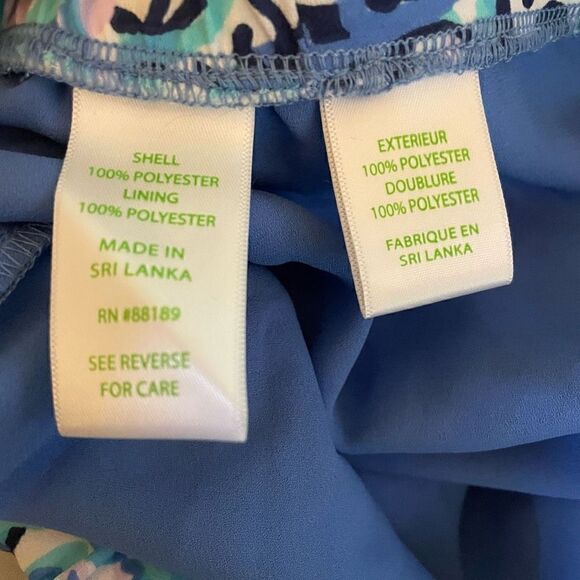 SHELL
100% POLYESTER
LINING
100% POLYESTER
MADE IN
SRI LANKA
RN #88189
SEE REVERSE
FOR CARE
EXTERIEUR
100% POLYESTER
DOUBLURE
100% POLYESTER
FABRIQUE EN
SRI LANKA